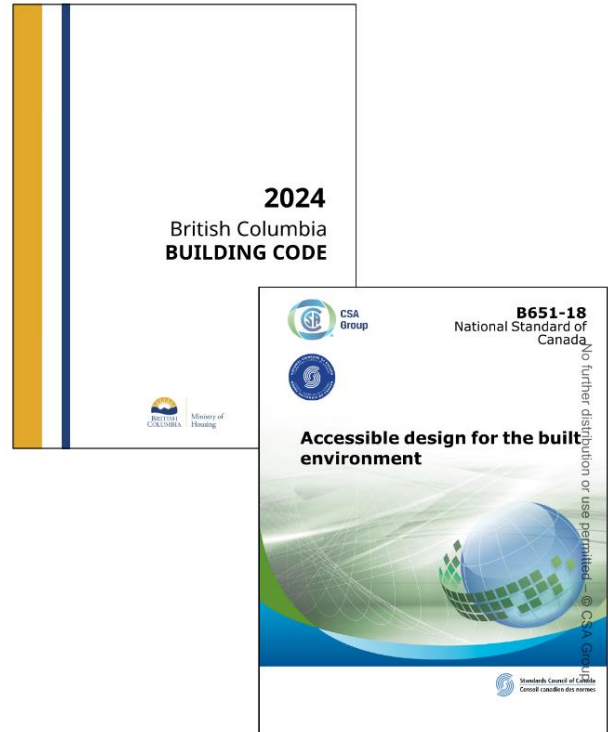 2024
British Columbia
BUILDING CODE
BRITISH
COLUMBIA
Ministry of
Housing
CSA
Group
B651-18
National Standard of
Canada
Accessible design for the built
environment
No further distribution or use permitted – © CSA Group
Standards Council of Canada
Conseil canadien des normes